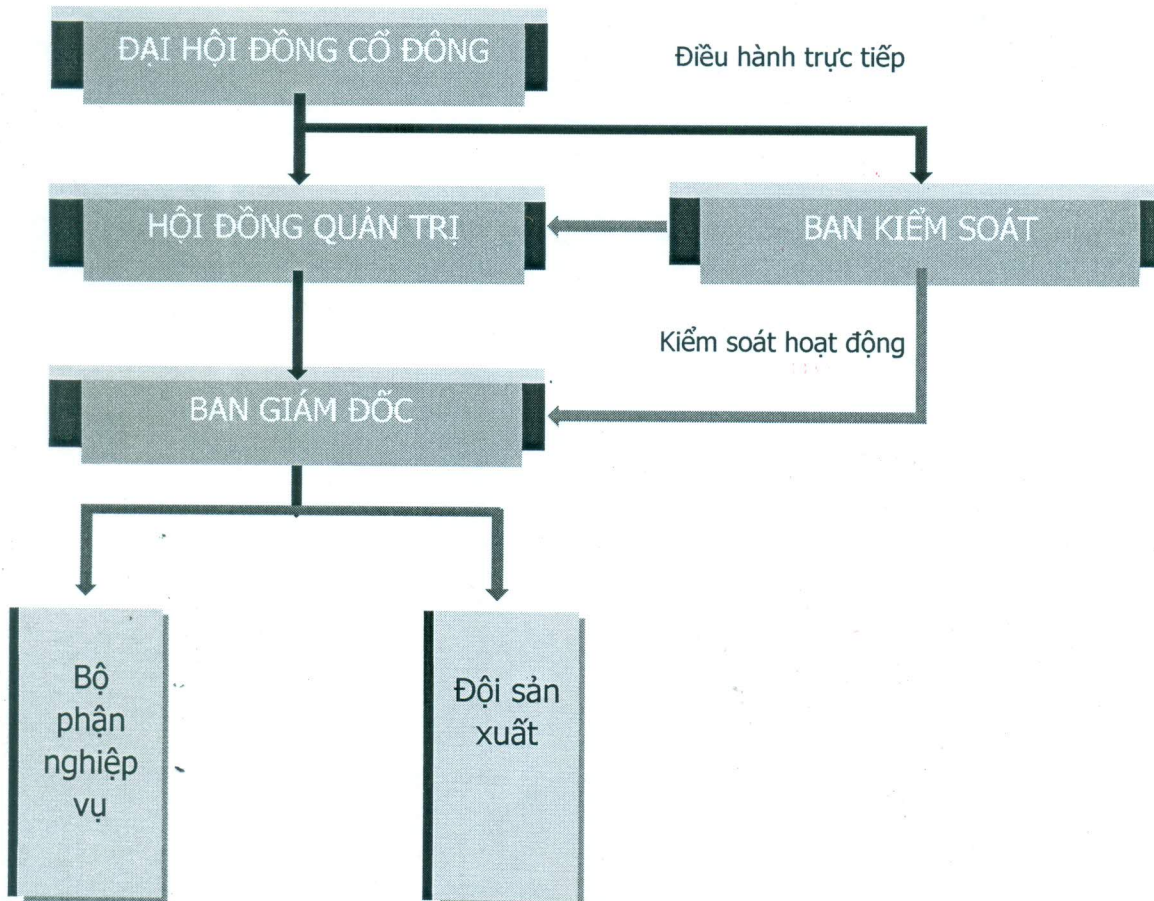 ĐẠI HỘI ĐỒNG CỔ ĐÔNG
Điều hành trực tiếp
HỘI ĐỒNG QUẢN TRỊ
BAN KIỂM SOÁT
Kiểm soát hoạt động
BAN GIÁM ĐỐC
Bộ
phận
nghiệp
vụ
Đội sản
xuất